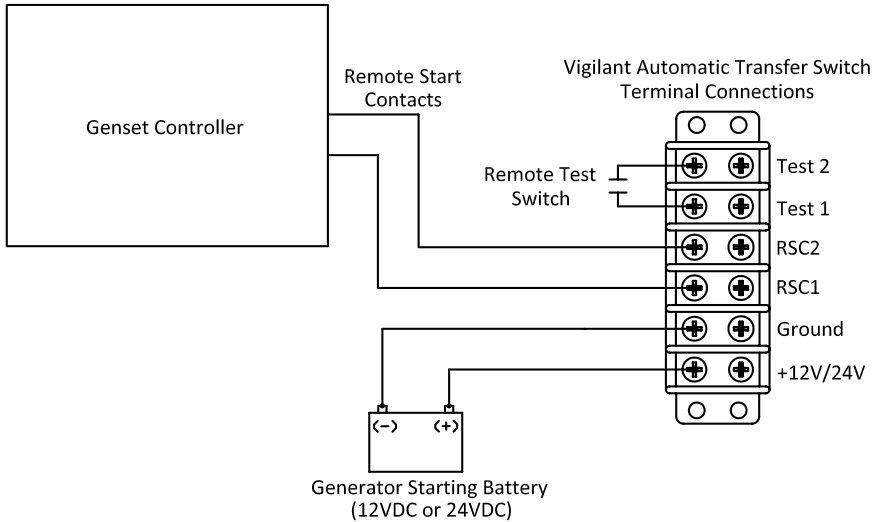 Genset Controller
Remote Start
Contacts
Vigilant Automatic Transfer Switch
Terminal Connections
Remote Test
Switch
Test 2
Test 1
RSC2
RSC1
Ground
+12V/24V
(-) (+)
Generator Starting Battery
(12VDC or 24VDC)